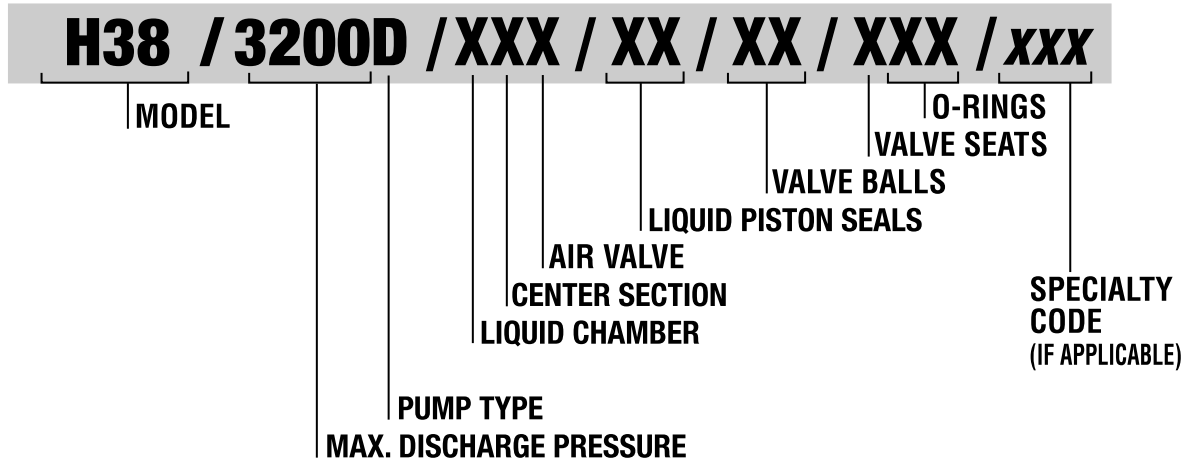 H38 / 3200D / XXX / XX / XX / XXX / XXX
MODEL
O-RINGS
VALVE SEATS
VALVE BALLS
LIQUID PISTON SEALS
AIR VALVE
CENTER SECTION
LIQUID CHAMBER
SPECIALTY
CODE
(IF APPLICABLE)
PUMP TYPE
MAX. DISCHARGE PRESSURE